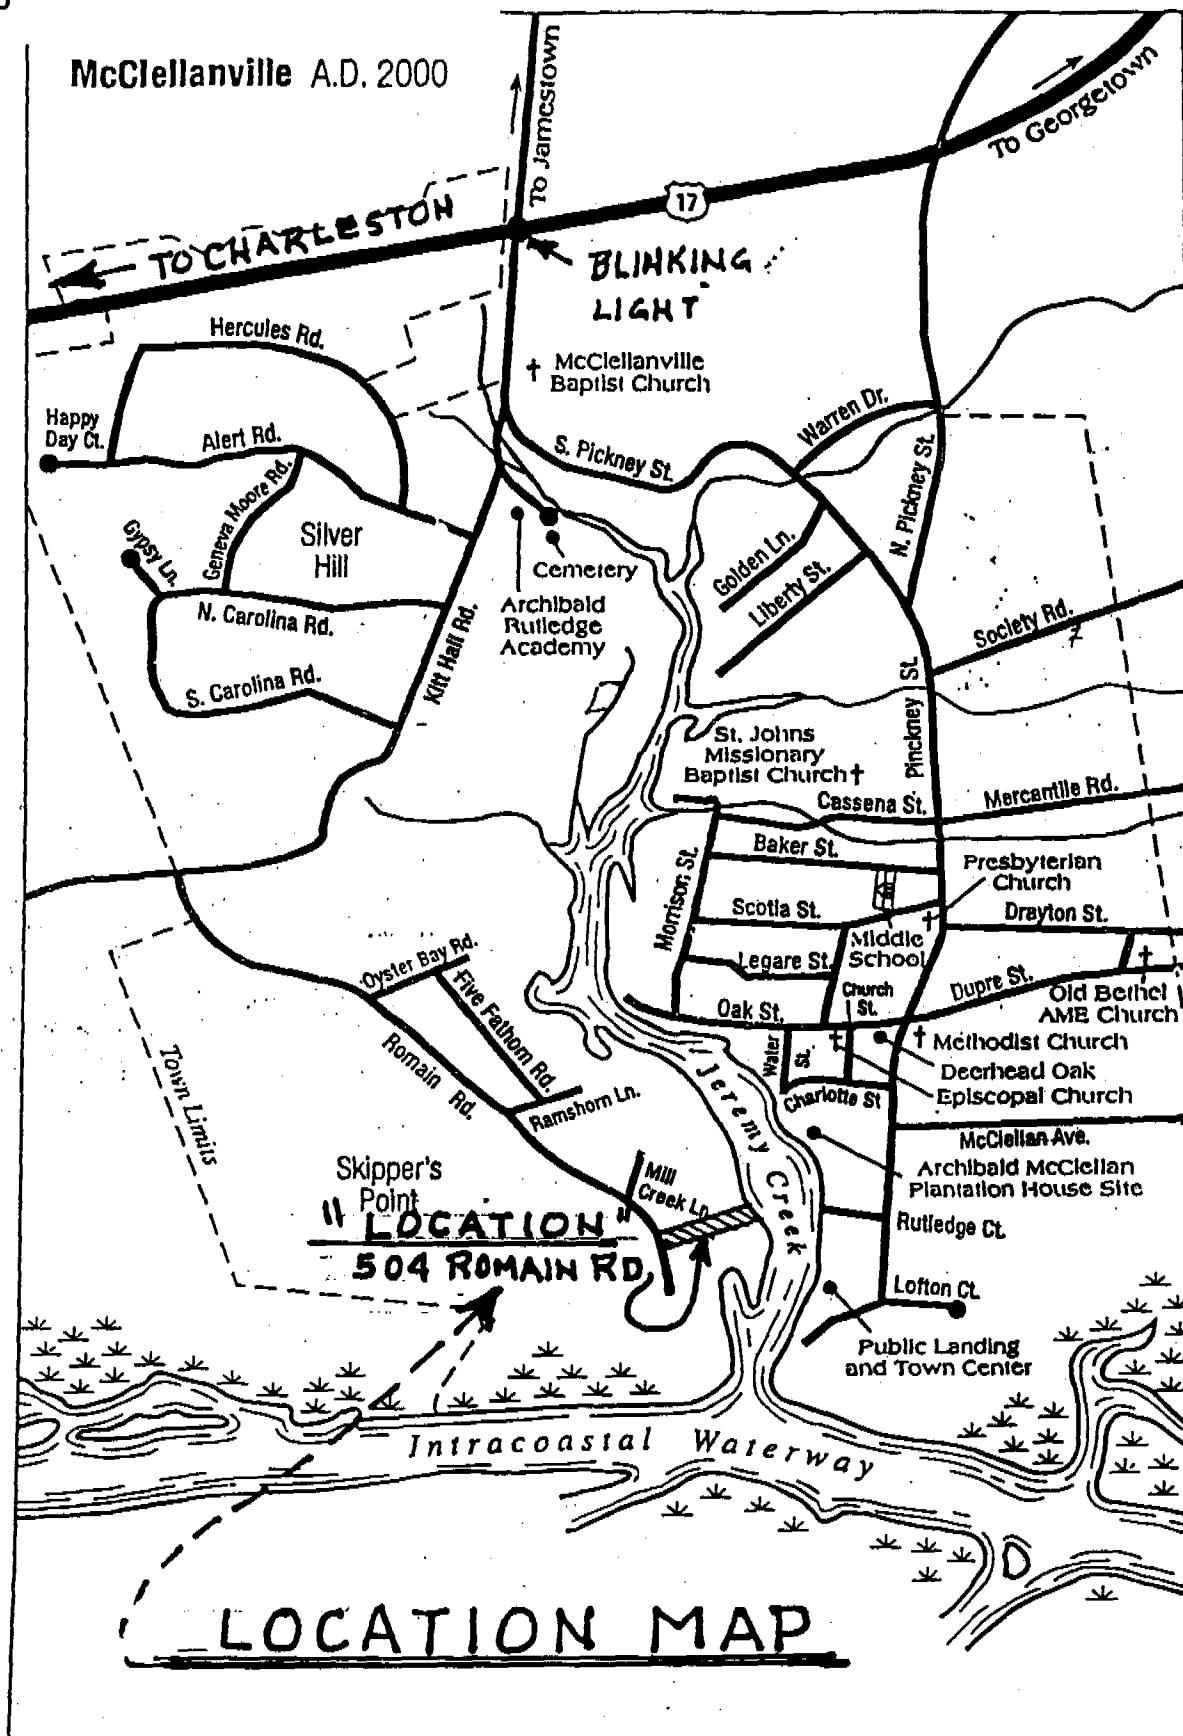 McClellanville A.D. 2000
To Jamestown
To Georgetown
17
TO CHARLESTON
BLINKING
LIGHT
Hercules Rd.
McClellanville
Baptist Church
Happy
Day Ct.
Alert Rd.
S. Pickney St.
Warren Dr.
N. Pickney St.
Geneva Moore Rd.
Gypsy Ln.
Silver
Hill
Golden Ln.
Liberty St.
Cemetery
Archibald
Rutledge
Academy
N. Carolina Rd.
Kitt Hall Rd.
Society Rd.
7
S. Carolina Rd.
Pinckney St.
St. Johns
Missionary
Baptist Church
Cassena St.
Mercantile Rd.
Baker St.
Morrison St.
Presbyterian
Church
Scotia St.
Drayton St.
Middle
School
Legare St.
Oyster Bay Rd.
Five Fathom Rd.
Church
St.
Dupre St.
Old Bethel
AME Church
Oak St.
Water St.
Methodist Church
Deerhead Oak
Episcopal Church
Romain Rd.
Ramshorn Ln.
Charlotte St
Jeremy Creek
McClellan Ave.
Town Limits
Archibald McClellan
Plantation House Site
Skipper's
Point
Mill
Creek Ln.
"LOCATION"
504 ROMAIN RD.
Rutledge Ct.
Lofton Ct.
Public Landing
and Town Center
Intracoastal Waterway
LOCATION MAP